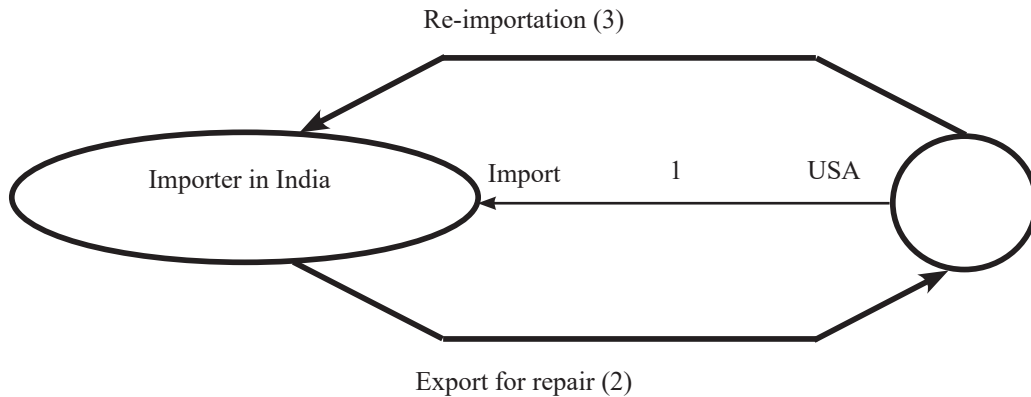 Re-importation (3)
Importer in India
Import 1 USA
Export for repair (2)